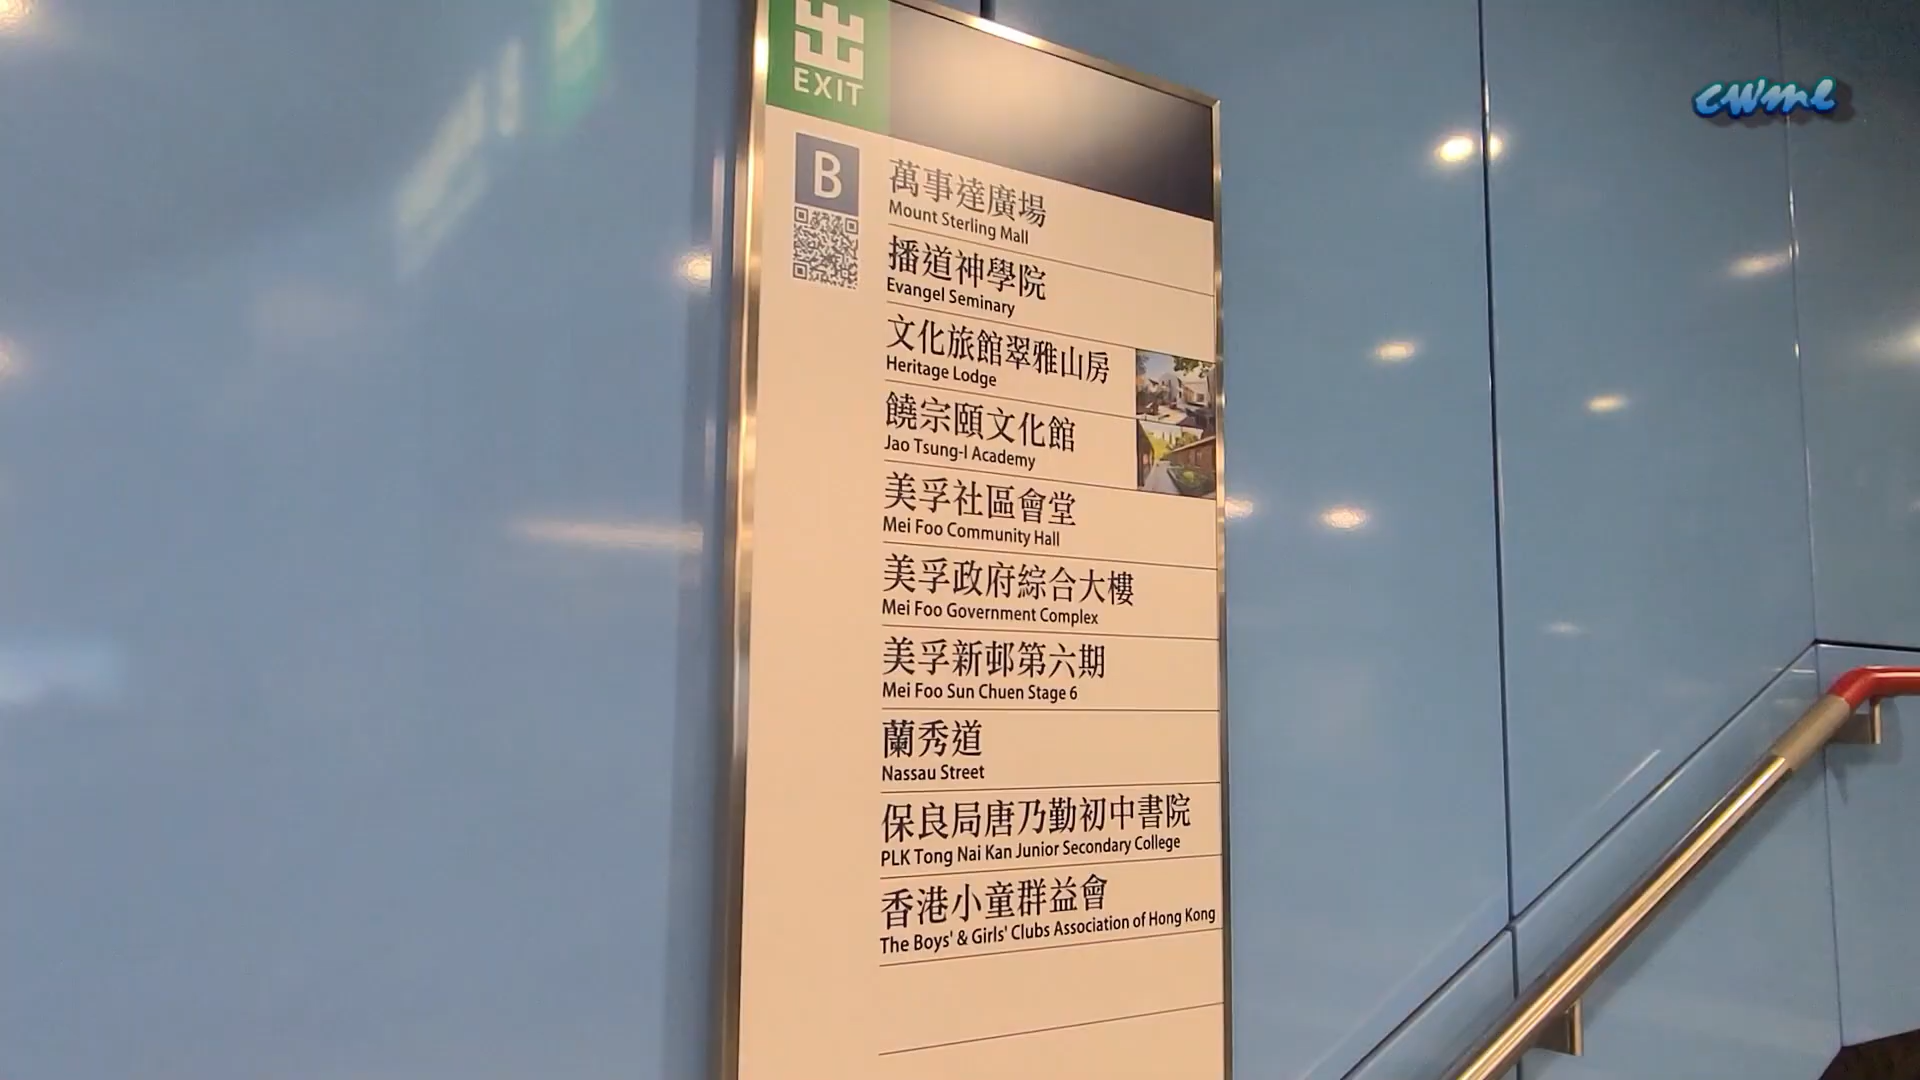 出
EXIT
cwml
B
萬事達廣場
Mount Sterling Mall
播道神學院
Evangel Seminary
文化旅館翠雅山房
Heritage Lodge
饒宗頤文化館
Jao Tsung-I Academy
美孚社區會堂
Mei Foo Community Hall
美孚政府綜合大樓
Mei Foo Government Complex
美孚新邨第六期
Mei Foo Sun Chuen Stage 6
蘭秀道
Nassau Street
保良局唐乃勤初中書院
PLK Tong Nai Kan Junior Secondary College
香港小童群益會
The Boys' & Girls' Clubs Association of Hong Kong